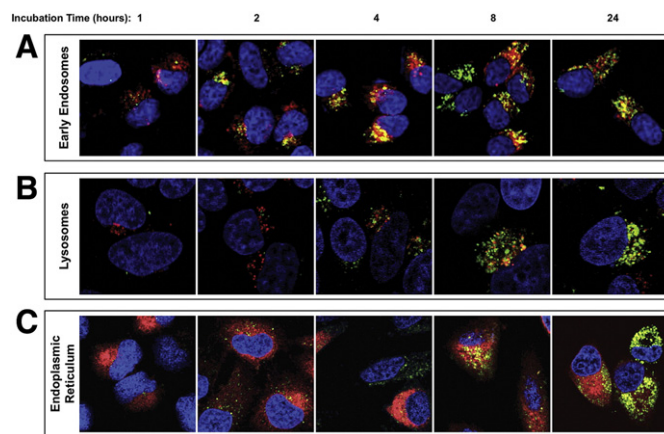 Incubation Time (hours): 1 2 4 8 24
A
Early Endosomes
B
Lysosomes
C
Endoplasmic
Reticulum